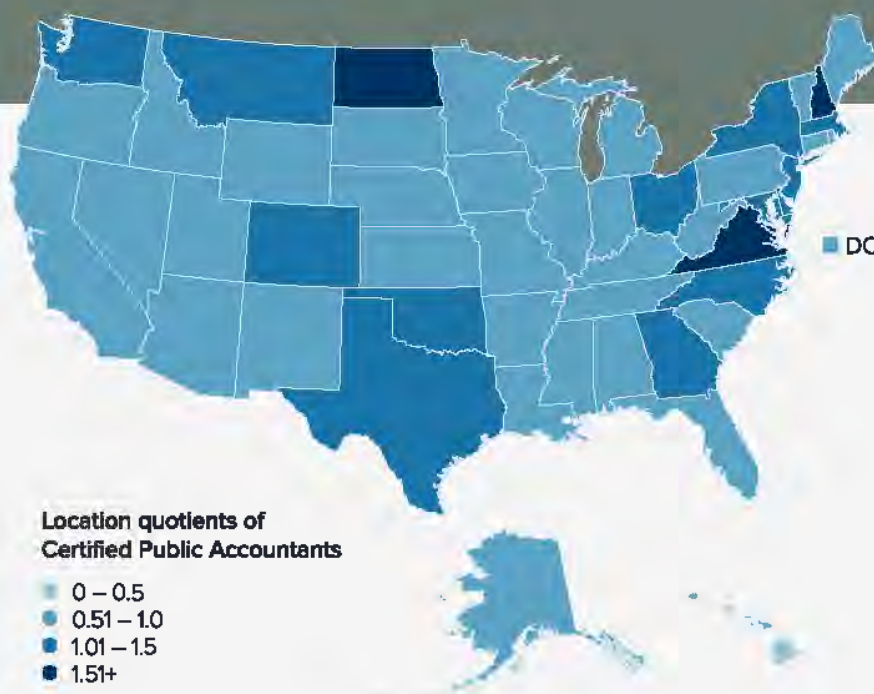 DC
Location quotients of
Certified Public Accountants
0 – 0.5
0.51 – 1.0
1.01 – 1.5
1.51+